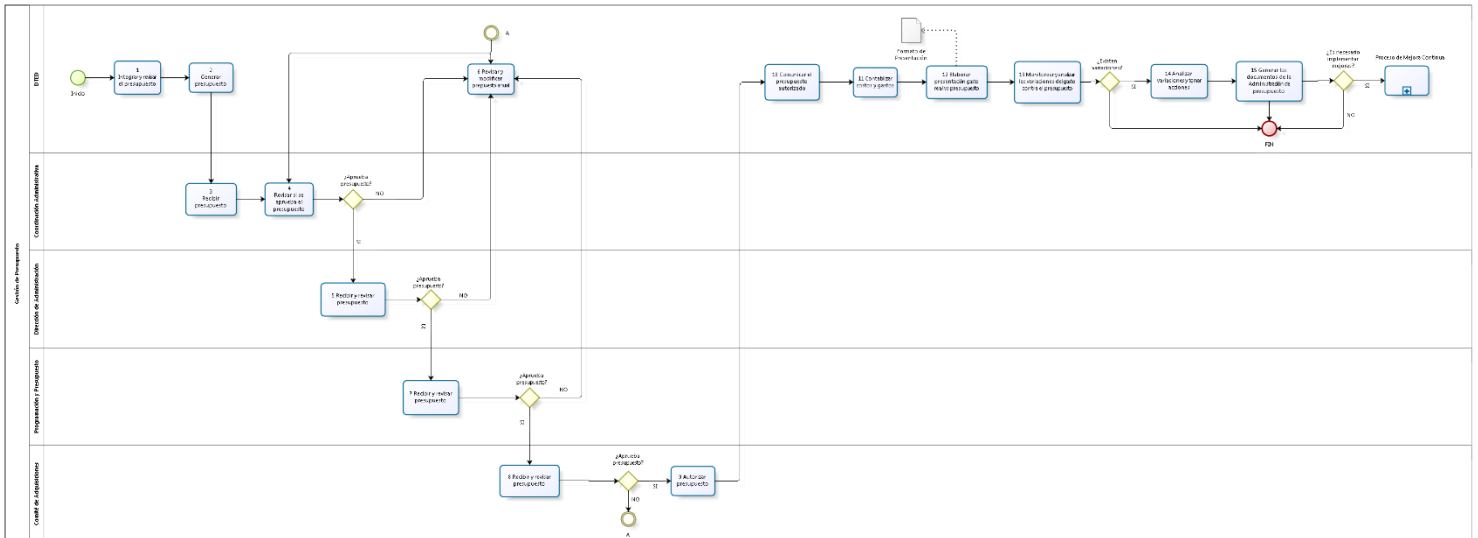 Gestión de Presupuesto
DITED
Inicio
1
Integrar y revisar
el presupuesto
2
Generar
presupuesto
A
6 Revisar y
modificar
anual
Formato de
Presentación
10 Comunicar el
presupuesto
autorizado
11 Contabilizar
costos y gastos
12 Elaborar
presentación gasto
real vs presupuesto
13 Monitorear y analizar
las variaciones del gasto
contra el presupuesto
¿Existen
variaciones?
SI
14 Analizar
variaciones y tomar
acciones
15 Generar los
documentos de la
Administración de
presupuesto
¿Es necesario
implementar
mejoras?
SI
NO
Proceso de Mejora Continua
FIN
Coordinación Administrativa
3
Recibir
presupuesto
4
Revisar si se
aprueba el
presupuesto
¿Aprueba
presupuesto?
NO
SI
Dirección de Administración
5 Recibir y revisar
presupuesto
¿Aprueba
presupuesto?
NO
SI
Programación y Presupuesto
7 Recibir y revisar
presupuesto
¿Aprueba
presupuesto?
NO
SI
Comité de Adquisiciones
8 Recibir y revisar
presupuesto
¿Aprueba
presupuesto?
SI
NO
A
9 Autorizar
presupuesto